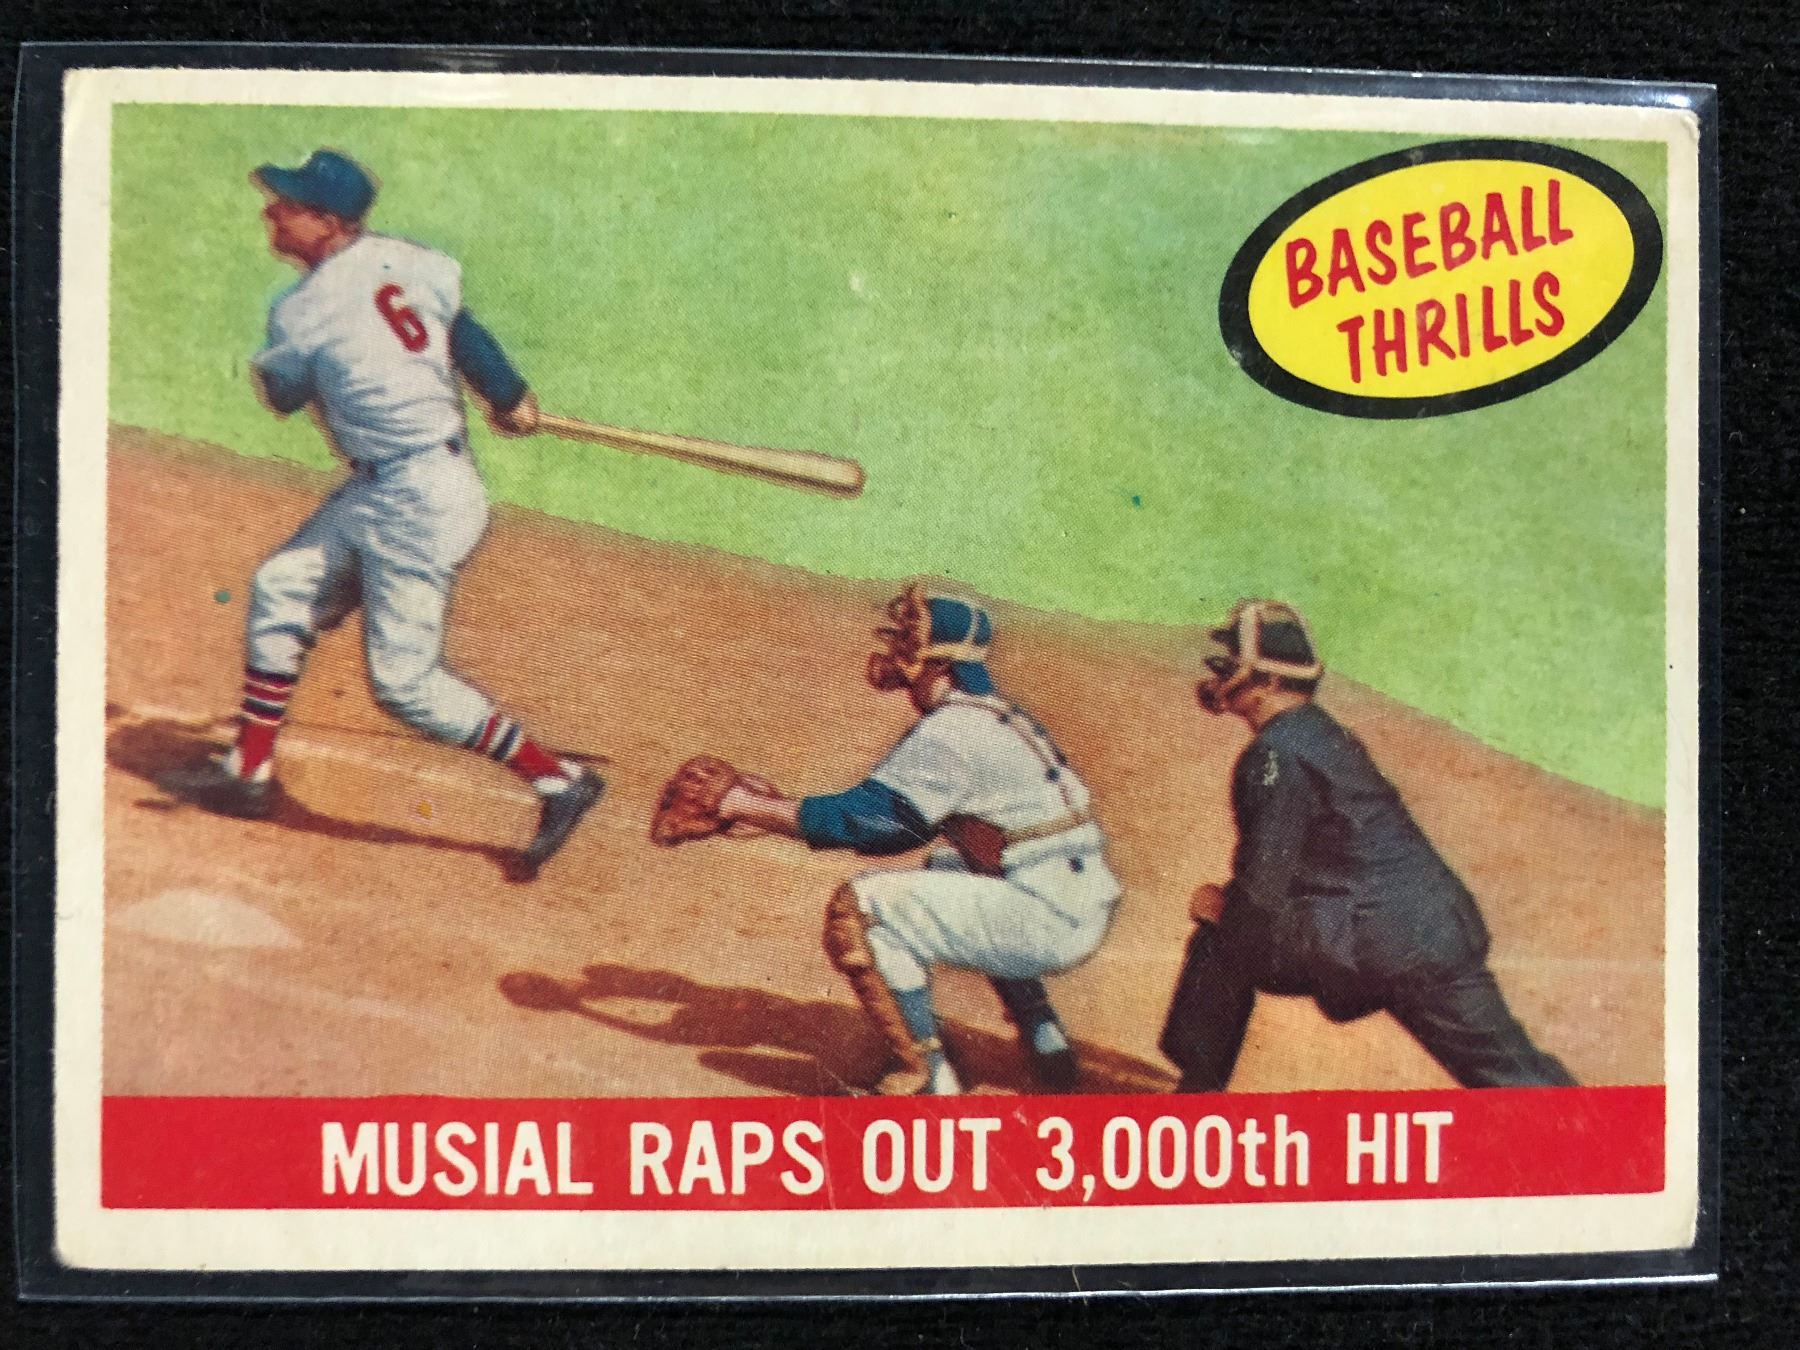 BASEBALL
THRILLS
6
MUSIAL RAPS OUT 3,000th HIT